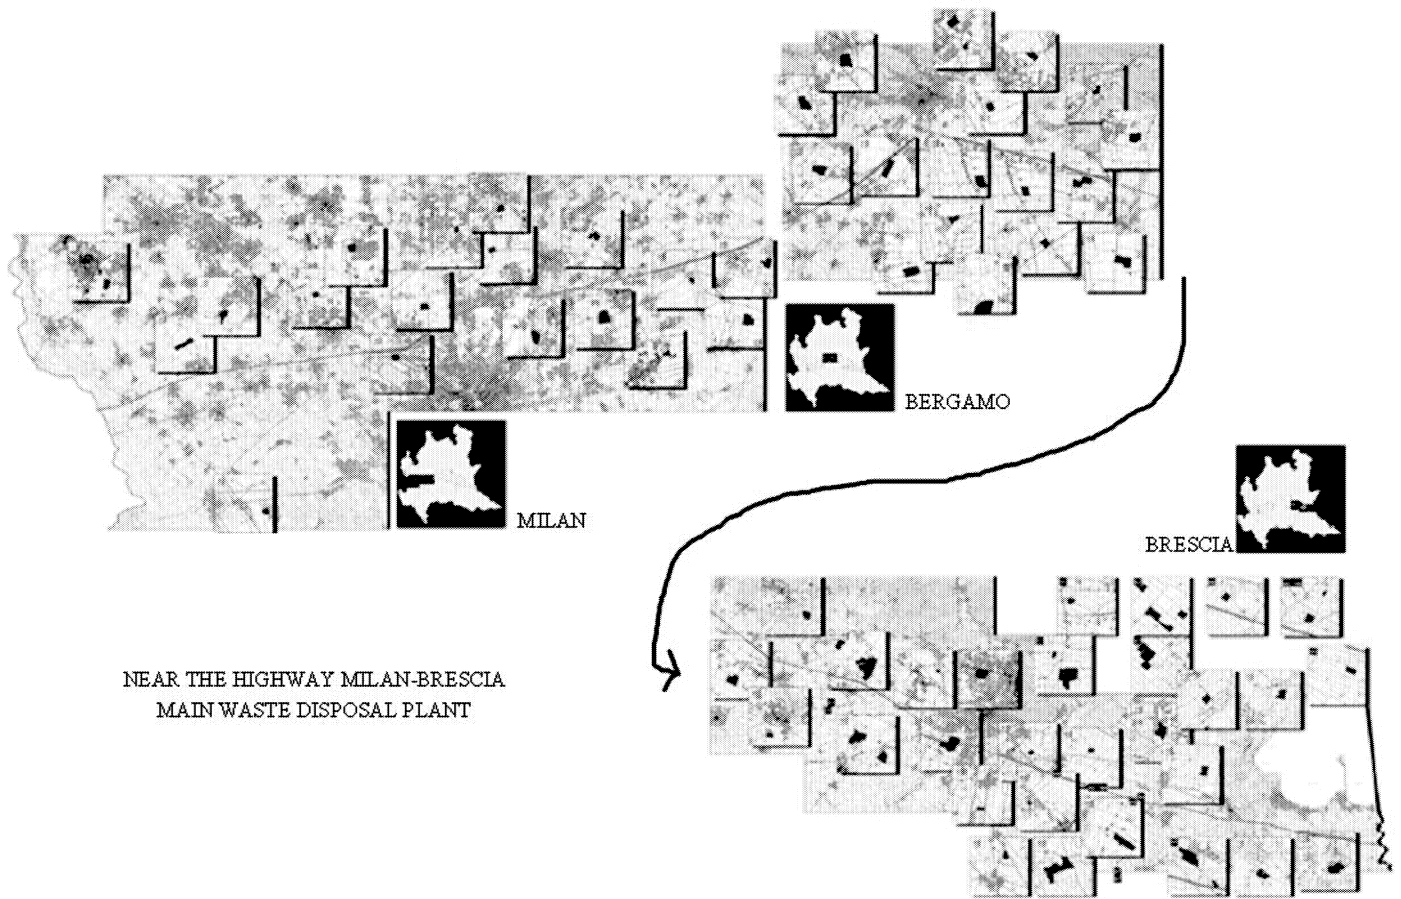 BERGAMO
MILAN
BRESCIA
NEAR THE HIGHWAY MILAN-BRESCIA
MAIN WASTE DISPOSAL PLANT